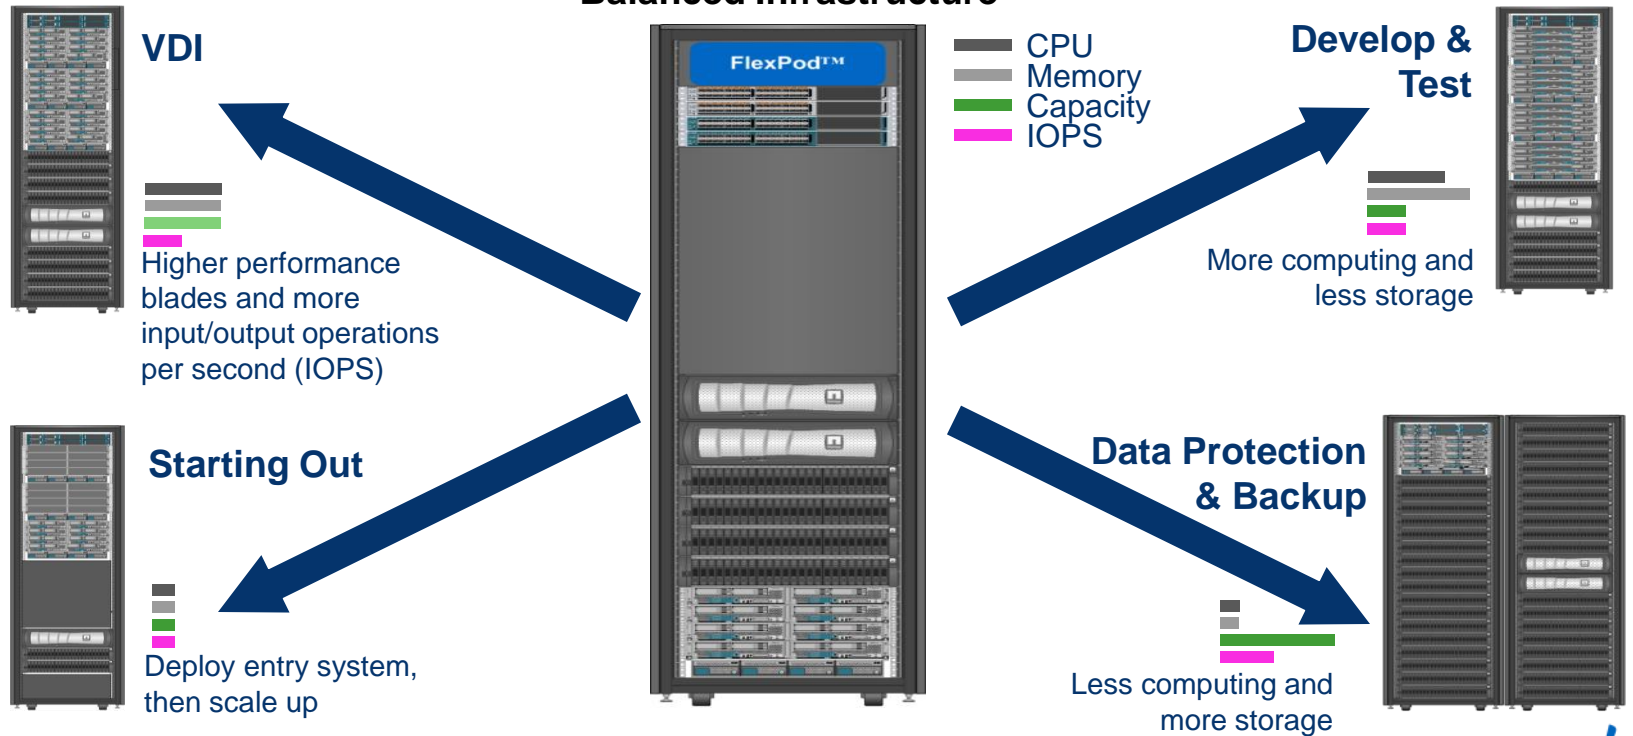 Balanced Infrastructure
VDI
FlexPod™
CPU
Memory
Capacity
IOPS
Develop &
Test
Higher performance
blades and more
input/output operations
per second (IOPS)
More computing and
less storage
Starting Out
Data Protection
& Backup
Deploy entry system,
then scale up
Less computing and
more storage